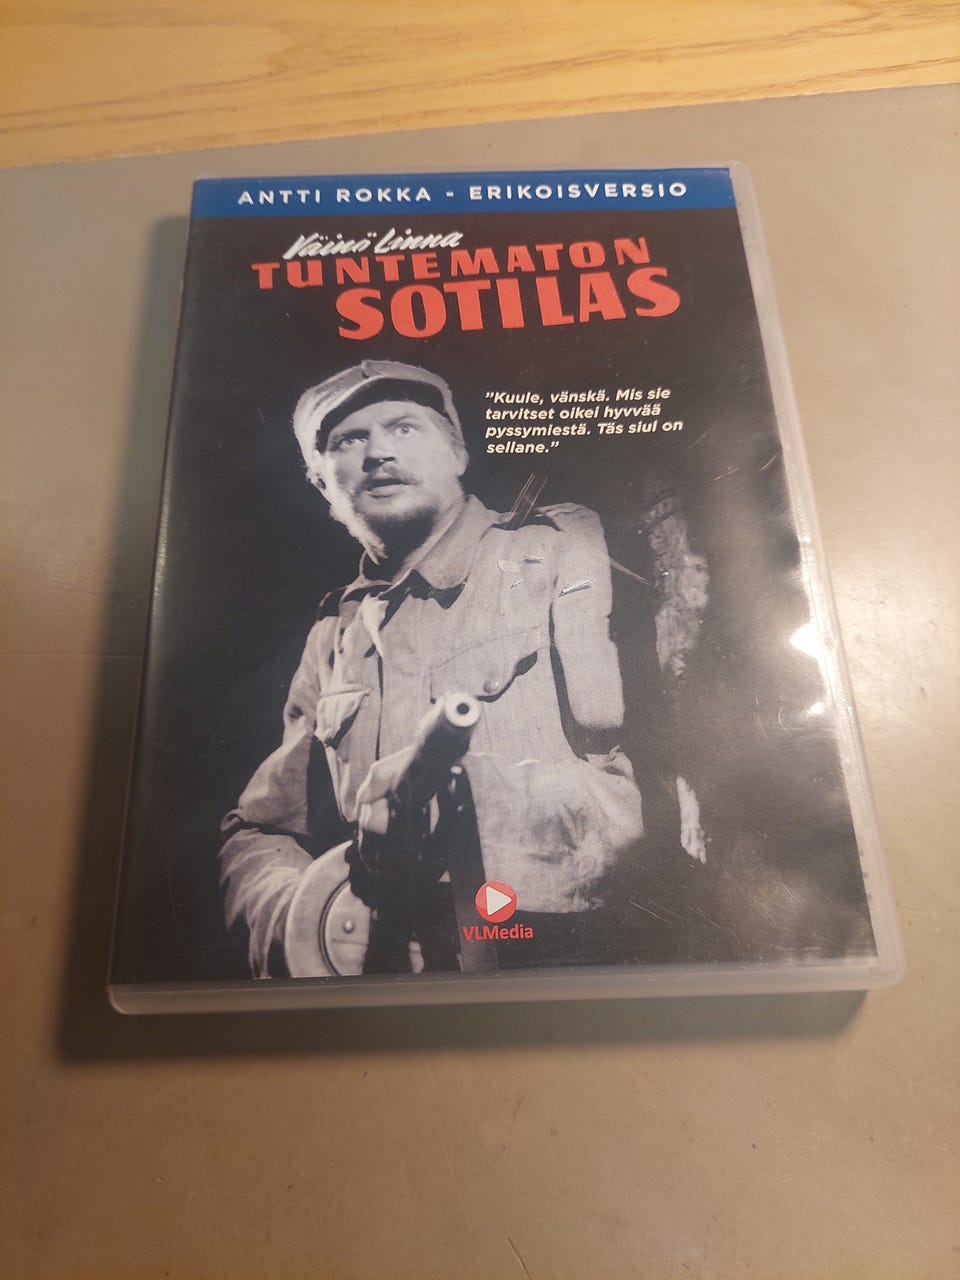 ANTTI ROKKA - ERIKOISVERSIO
Väinö Linna
TUNTEMATON
SOTILAS
"Kuule, vänskä. Mis sie
tarvitset oikei hyvvää
pyssymiestä. Täs siul on
sellane."
VLMedia